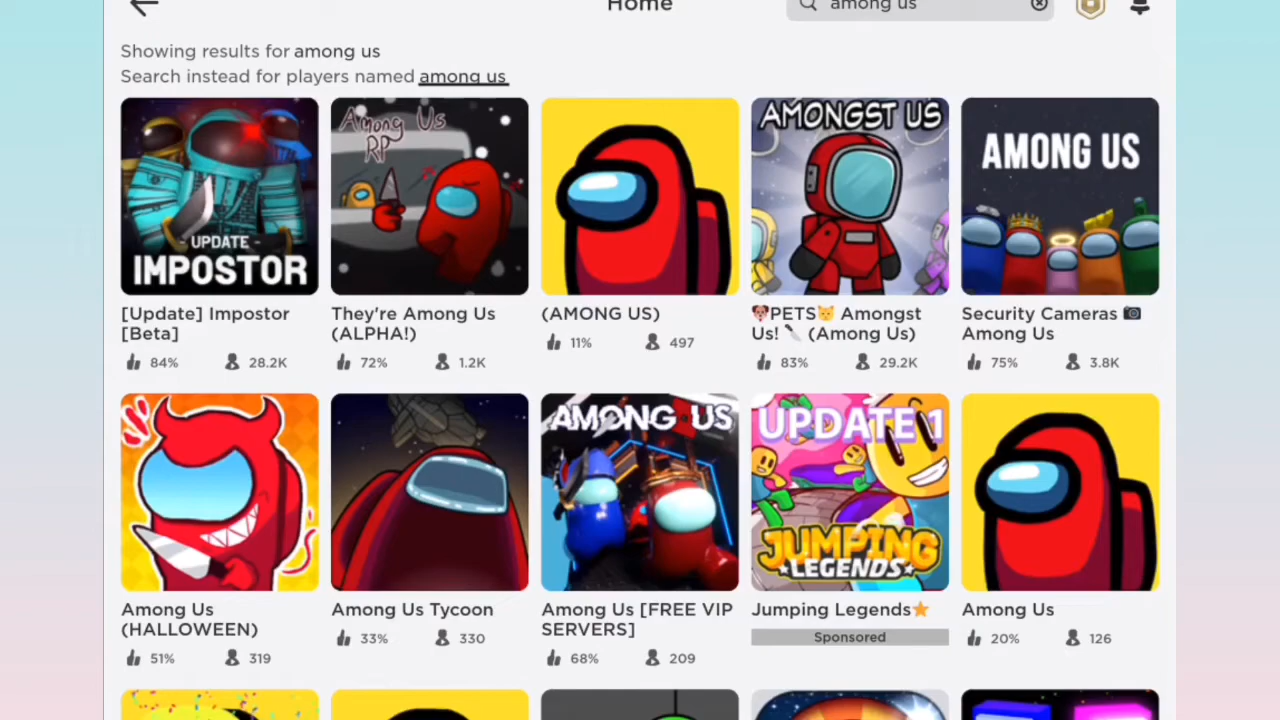 Home
among us
Showing results for among us
Search instead for players named among us
- UPDATE -
IMPOSTOR
Among Us
RP
AMONGST US
AMONG US
[Update] Impostor
[Beta]
84% 28.2K
They're Among Us
(ALPHA!)
72% 1.2K
(AMONG US)
11% 497
🐶PETS🐱 Amongst
Us!🔪 (Among Us)
83% 29.2K
Security Cameras 📷
Among Us
75% 3.8K
AMONG US
UPDATE 1
JUMPING
LEGENDS
Among Us
(HALLOWEEN)
51% 319
Among Us Tycoon
33% 330
Among Us [FREE VIP
SERVERS]
68% 209
Jumping Legends⭐
Sponsored
Among Us
20% 126